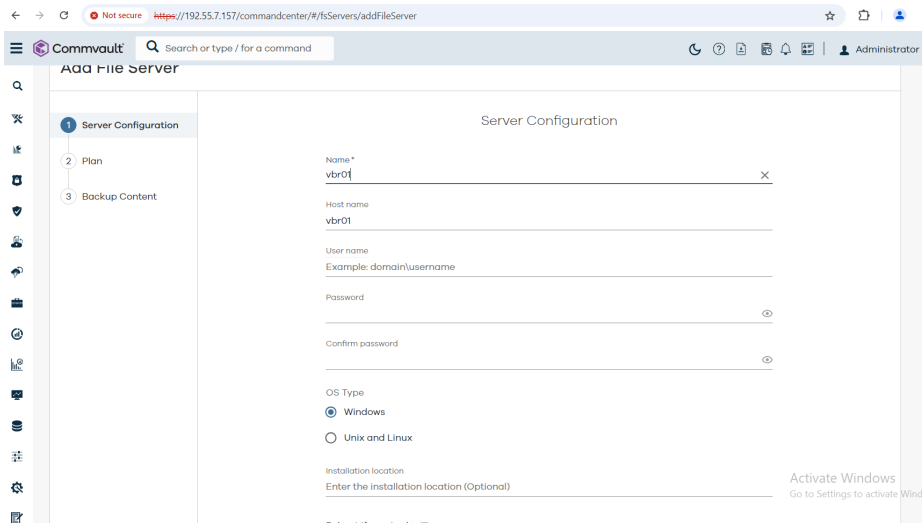 Not secure https://192.55.7.157/commandcenter/#/fsServers/addFileServer
Commvault Search or type / for a command Administrator
Add File Server
1 Server Configuration
2 Plan
3 Backup Content
Server Configuration
Name*
vbr01
Host name
vbr01
User name
Example: domain\username
Password
Confirm password
OS Type
Windows
Unix and Linux
Installation location
Enter the installation location (Optional)
Activate Windows
Go to Settings to activate Wind